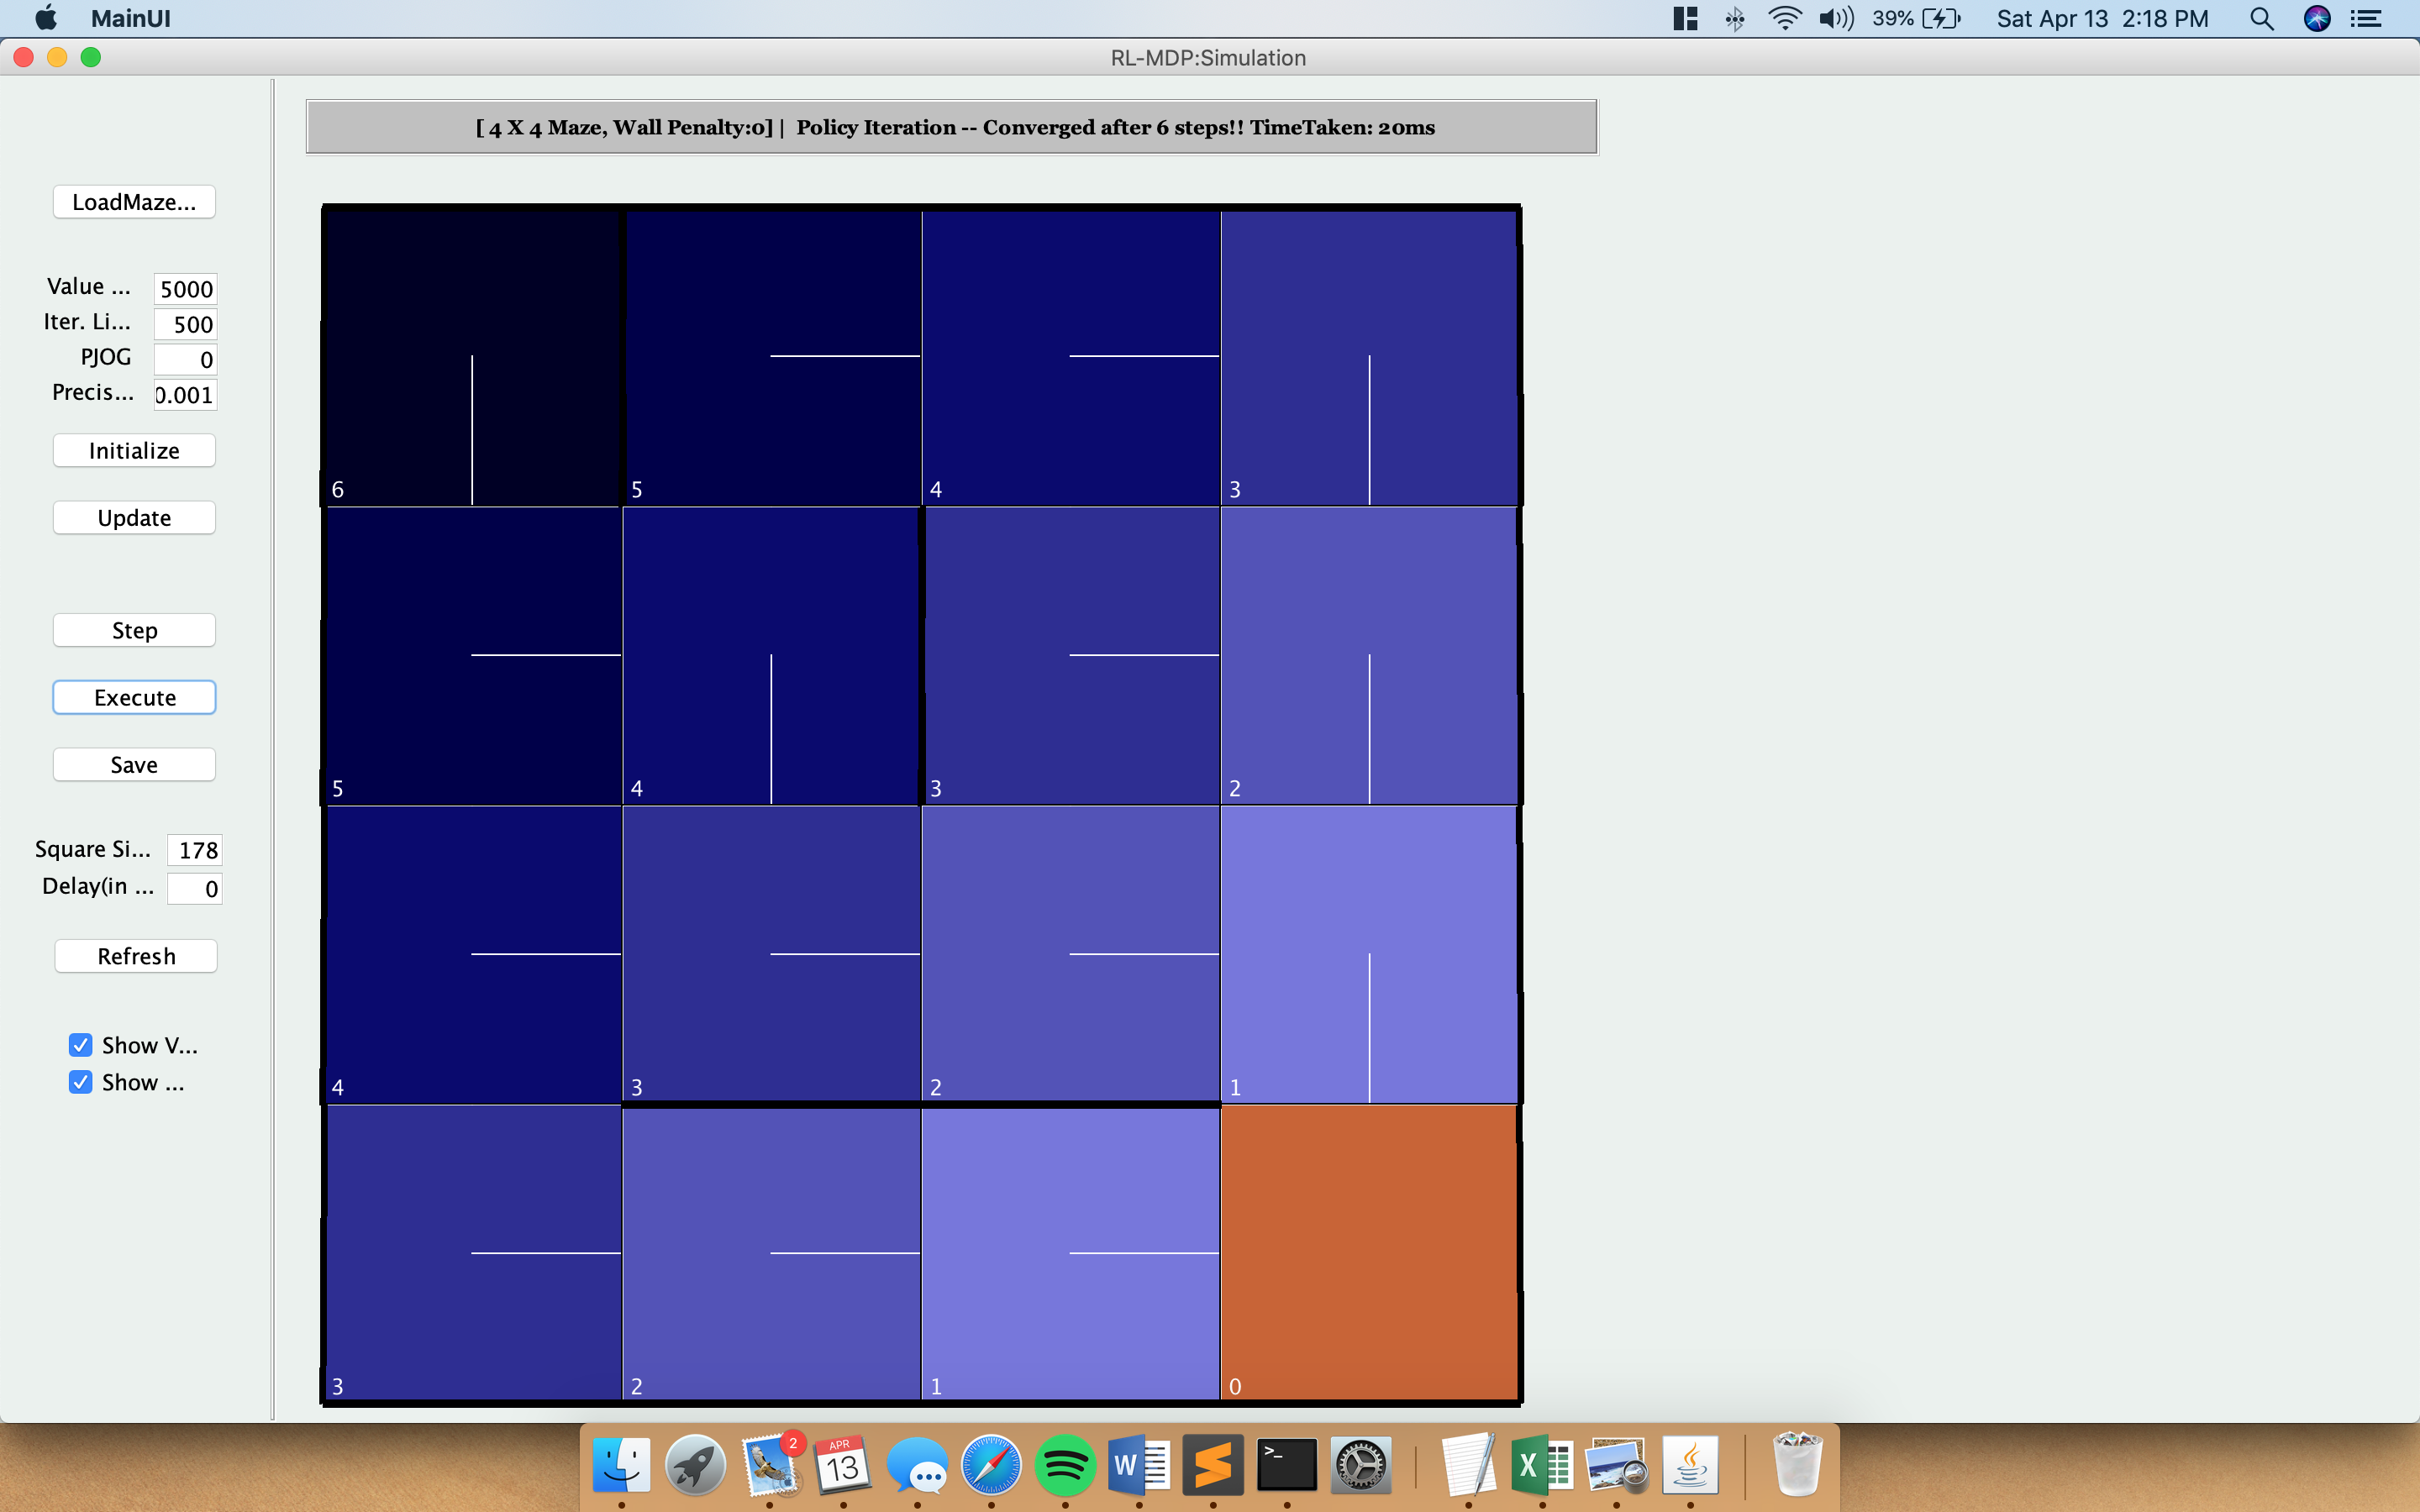 MainUI 39% Sat Apr 13 2:18 PM
RL-MDP:Simulation
[ 4 X 4 Maze, Wall Penalty:0] | Policy Iteration -- Converged after 6 steps!! TimeTaken: 20ms
LoadMaze...
Value ... 5000
Iter. Li... 500
PJOG 0
Precis... 0.001
Initialize
Update
Step
Execute
Save
Square Si... 178
Delay(in ... 0
Refresh
Show V...
Show ...
6 5 4 3
5 4 3 2
4 3 2 1
3 2 1 0
2
APR
13
W
>_
X